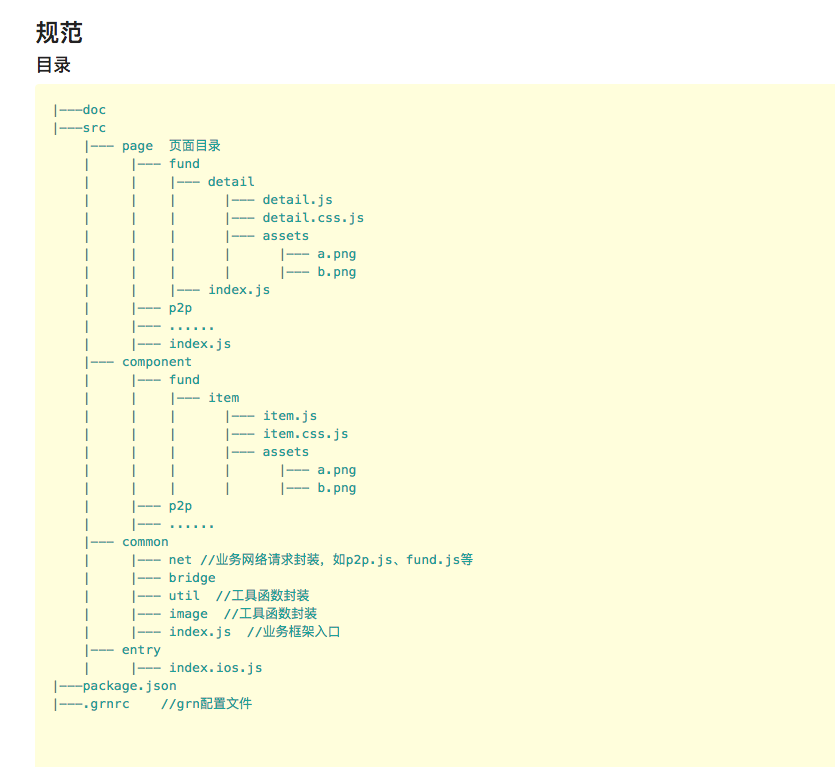 规范
目录
|———doc
|———src
    |——— page  页面目录
    |     |——— fund
    |     |    |——— detail
    |     |    |      |——— detail.js
    |     |    |      |——— detail.css.js
    |     |    |      |——— assets
    |     |    |      |      |——— a.png
    |     |    |      |      |——— b.png
    |     |    |——— index.js
    |     |——— p2p
    |     |——— ......
    |     |——— index.js
    |——— component
    |     |——— fund
    |     |    |——— item
    |     |    |      |——— item.js
    |     |    |      |——— item.css.js
    |     |    |      |——— assets
    |     |    |      |      |——— a.png
    |     |    |      |      |——— b.png
    |     |——— p2p
    |     |——— ......
    |——— common
    |     |——— net //业务网络请求封装，如p2p.js、fund.js等
    |     |——— bridge
    |     |——— util  //工具函数封装
    |     |——— image  //工具函数封装
    |     |——— index.js  //业务框架入口
    |——— entry
    |     |——— index.ios.js
|———package.json
|———.grnrc    //grn配置文件